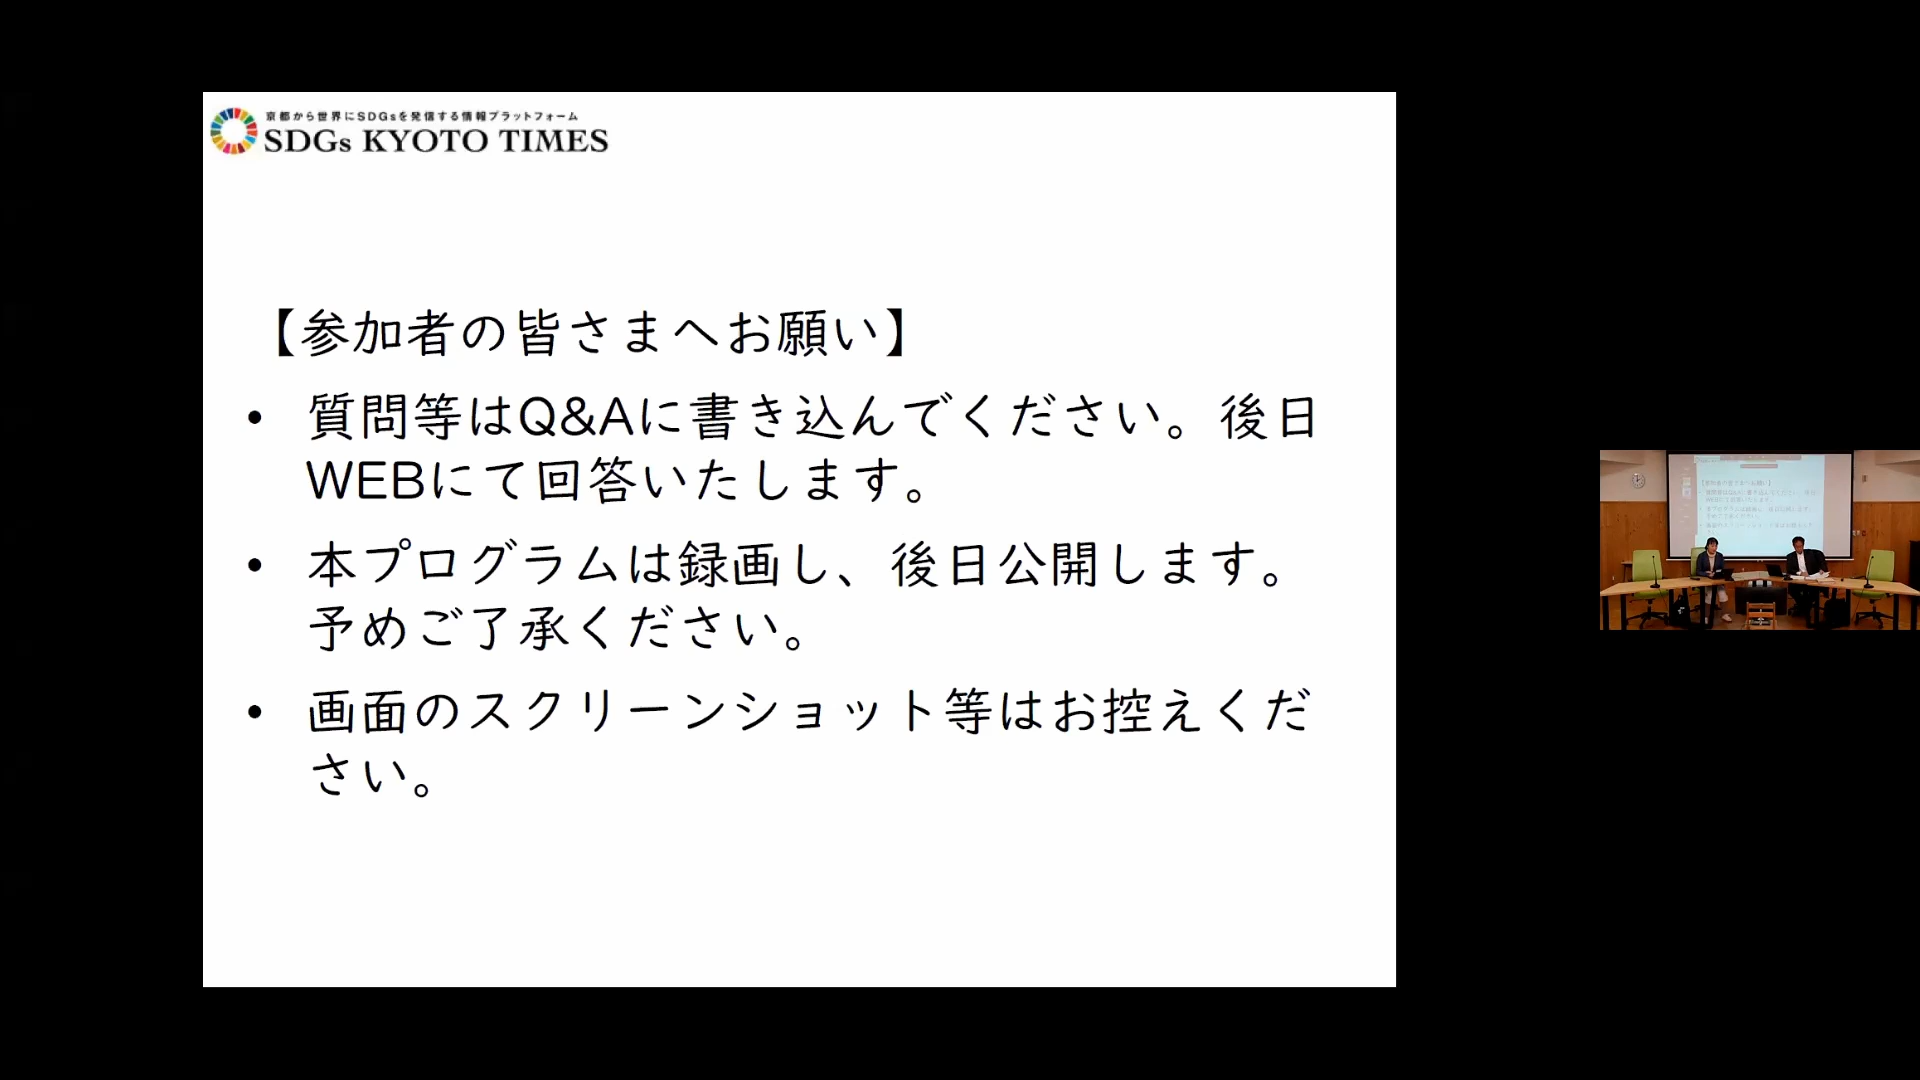 京都から世界にSDGsを発信する情報プラットフォーム
SDGs KYOTO TIMES
【参加者の皆さまへお願い】
• 質問等はQ&Aに書き込んでください。後日
WEBにて回答いたします。
• 本プログラムは録画し、後日公開します。
予めご了承ください。
• 画面のスクリーンショット等はお控えくだ
さい。